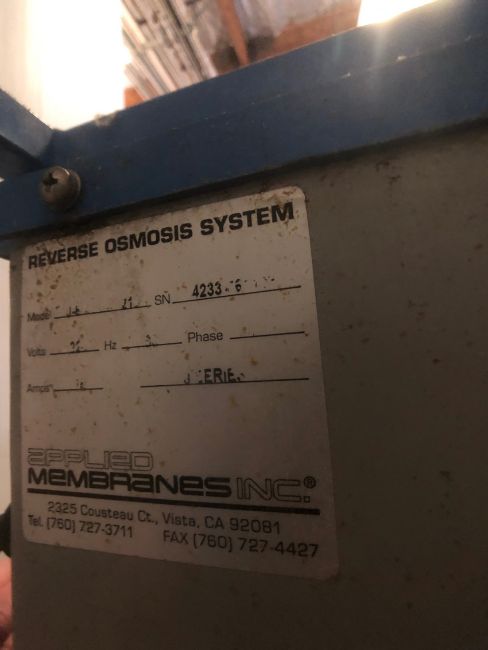 REVERSE OSMOSIS SYSTEM
Model SN 4233
Volts Hz Phase
Amps
APPLIED
MEMBRANES INC.®
2325 Cousteau Ct., Vista, CA 92081
Tel. (760) 727-3711 FAX (760) 727-4427